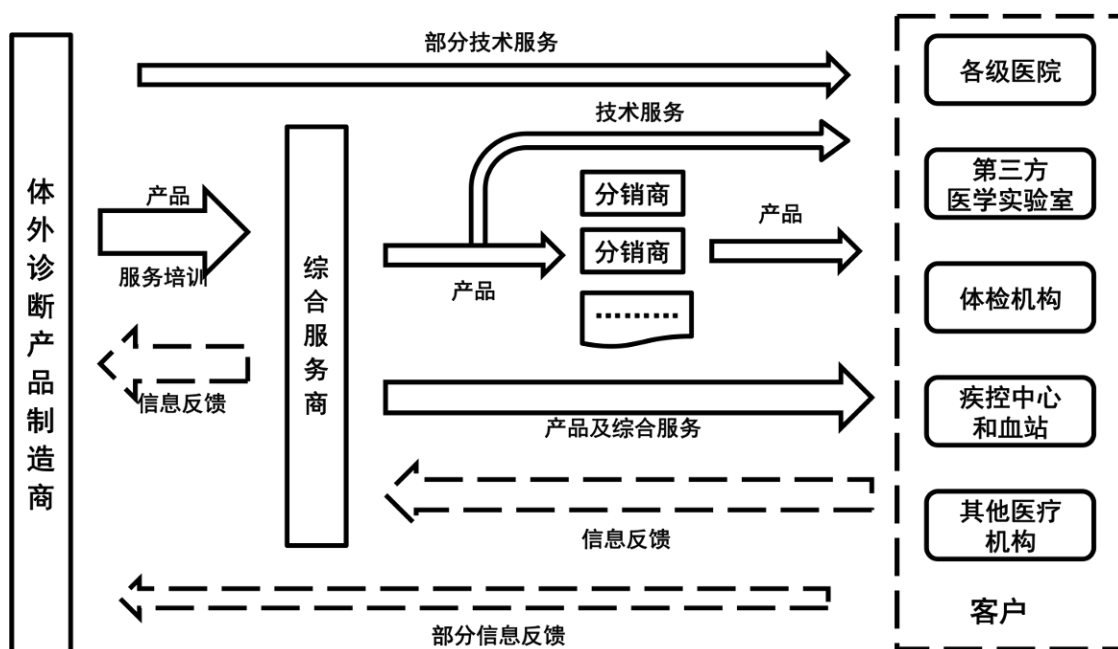 体外诊断产品制造商
部分技术服务
产品
服务培训
信息反馈
综合服务商
技术服务
产品
分销商
分销商
………
产品
产品及综合服务
信息反馈
部分信息反馈
各级医院
第三方
医学实验室
体检机构
疾控中心
和血站
其他医疗
机构
客户